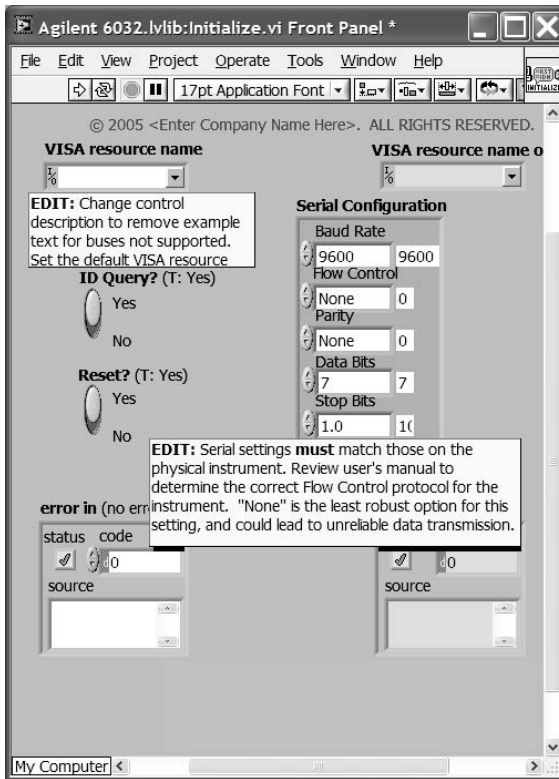 Agilent 6032.lvlib:Initialize.vi Front Panel *
File Edit View Project Operate Tools Window Help
17pt Application Font
INITIALIZE
© 2005 <Enter Company Name Here>. ALL RIGHTS RESERVED.
VISA resource name
VISA resource name o
I/0
I/0
EDIT: Change control
description to remove example
text for buses not supported.
Set the default VISA resource
Serial Configuration
Baud Rate
9600 9600
Flow Control
None 0
Parity
None 0
Data Bits
7 7
Stop Bits
1.0 10
ID Query? (T: Yes)
Yes
No
Reset? (T: Yes)
Yes
No
EDIT: Serial settings must match those on the
physical instrument. Review user's manual to
determine the correct Flow Control protocol for the
instrument. "None" is the least robust option for this
setting, and could lead to unreliable data transmission.
error in (no err
status code
d0
source
d0
source
My Computer